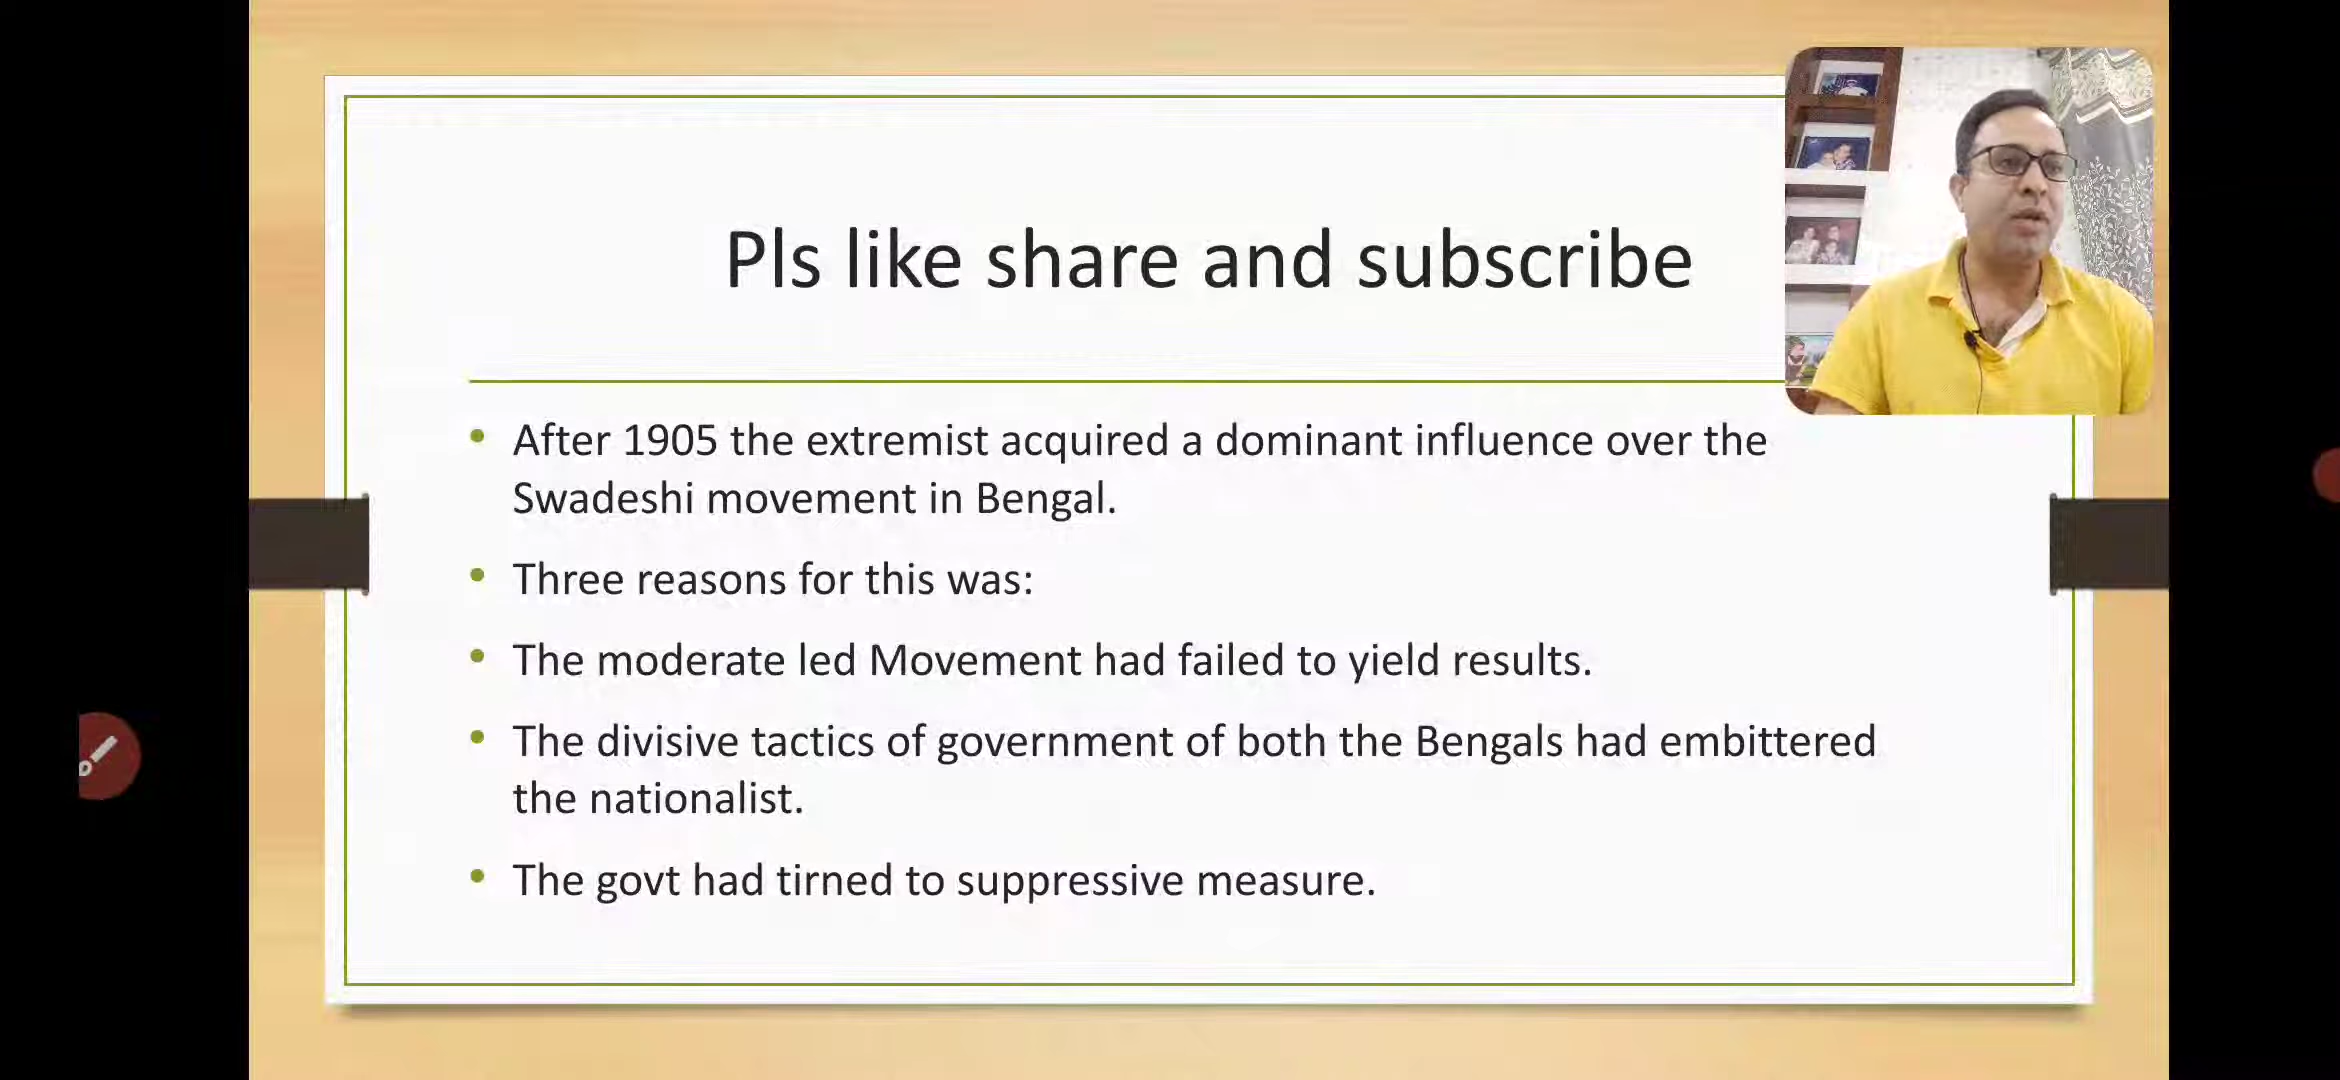 Pls like share and subscribe
• After 1905 the extremist acquired a dominant influence over the
Swadeshi movement in Bengal.
• Three reasons for this was:
• The moderate led Movement had failed to yield results.
• The divisive tactics of government of both the Bengals had embittered
the nationalist.
• The govt had tirned to suppressive measure.